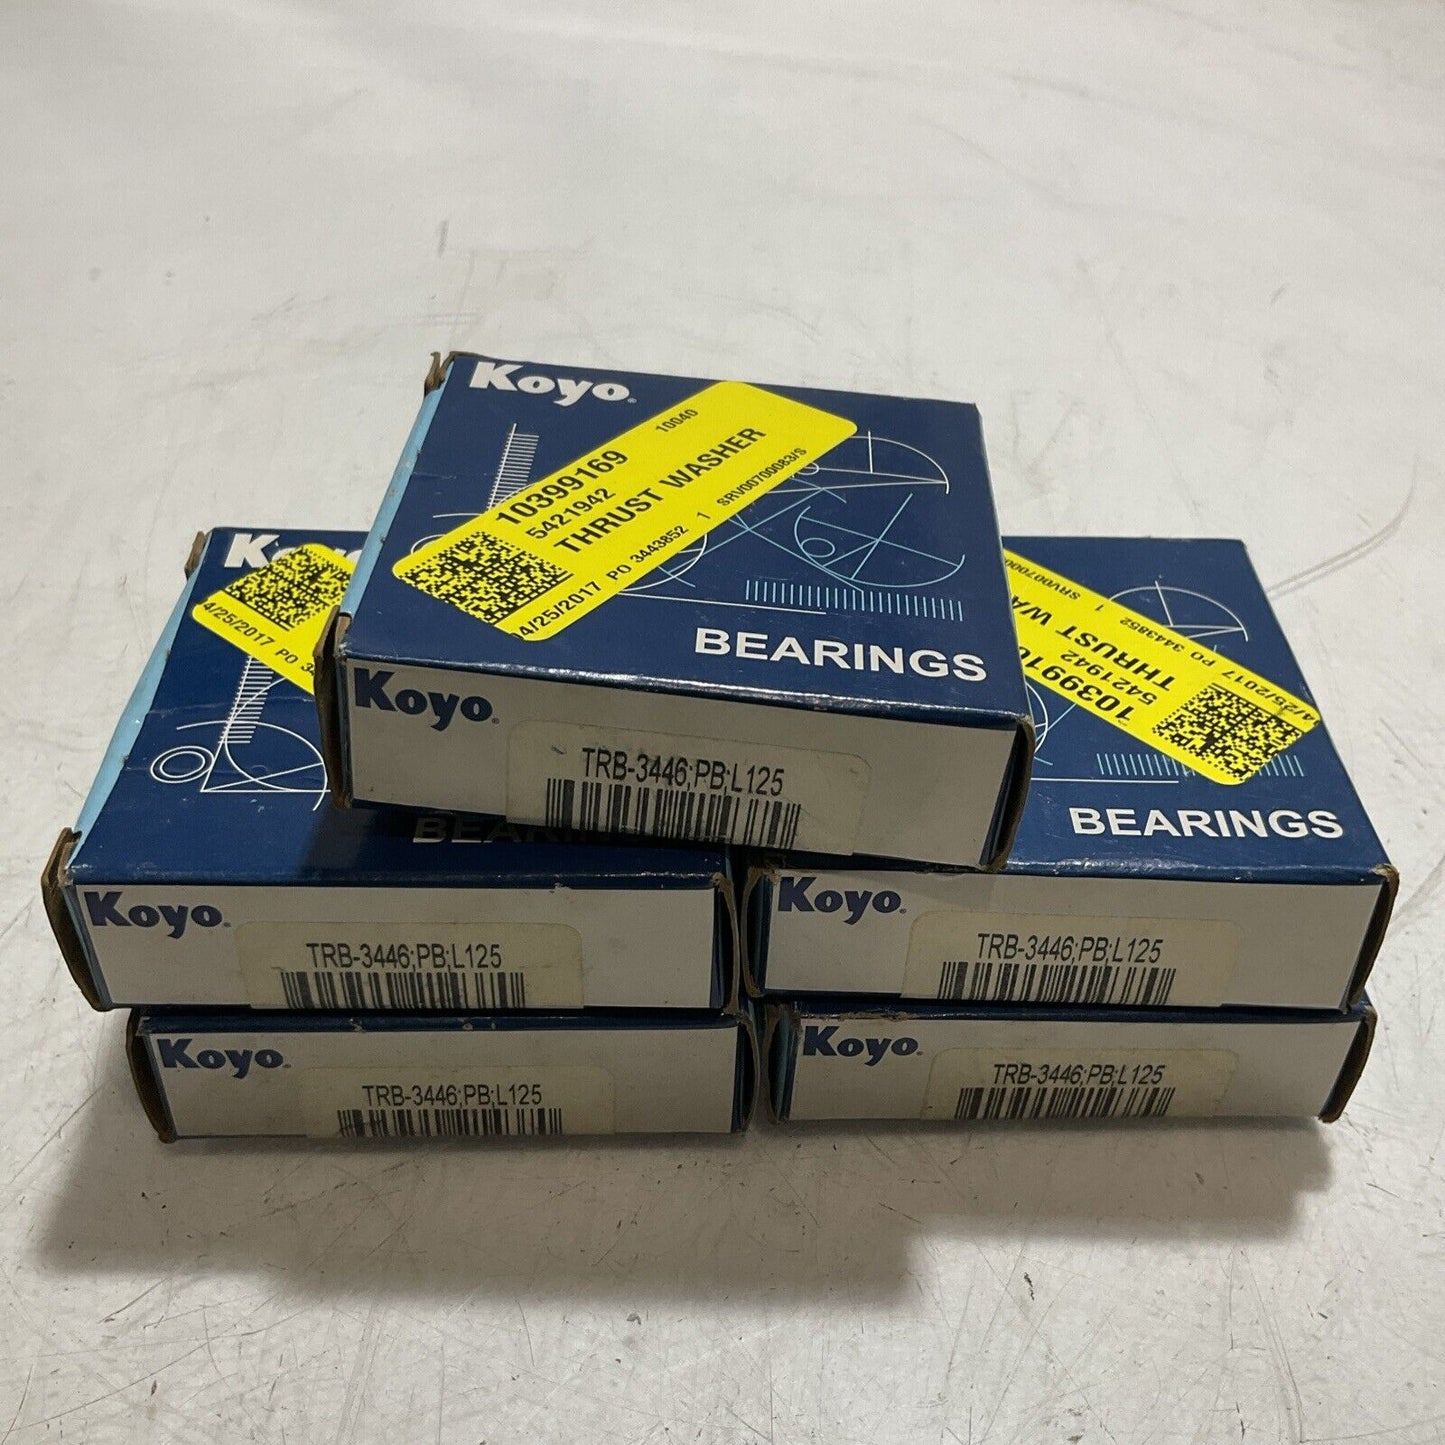 Koyo®
10040
10399169
5421942
THRUST WASHER
4/25/2017 PO 3443852 1 SRV00700083/S
BEARINGS
Koyo®
TRB-3446;PB;L125
Koyo
4/25/2017 PO
BEARING
Koyo®
TRB-3446;PB;L125
5421942
THRUST
4/25/2017 PO 3443852 1
BEARINGS
Koyo®
TRB-3446;PB;L125
Koyo®
TRB-3446;PB;L125
Koyo®
TRB-3446;PB;L125